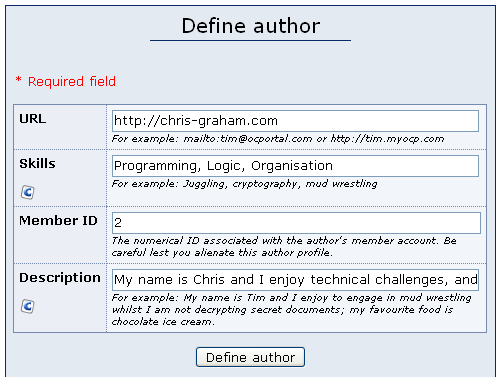 Define author
* Required field
URL
http://chris-graham.com
For example: mailto:tim@ocportal.com or http://tim.myocp.com
Skills
Programming, Logic, Organisation
For example: Juggling, cryptography, mud wrestling
Member ID
2
The numerical ID associated with the author's member account. Be
careful lest you alienate this author profile.
Description
My name is Chris and I enjoy technical challenges, and
For example: My name is Tim and I enjoy to engage in mud wrestling
whilst I am not decrypting secret documents; my favourite food is
chocolate ice cream.
Define author